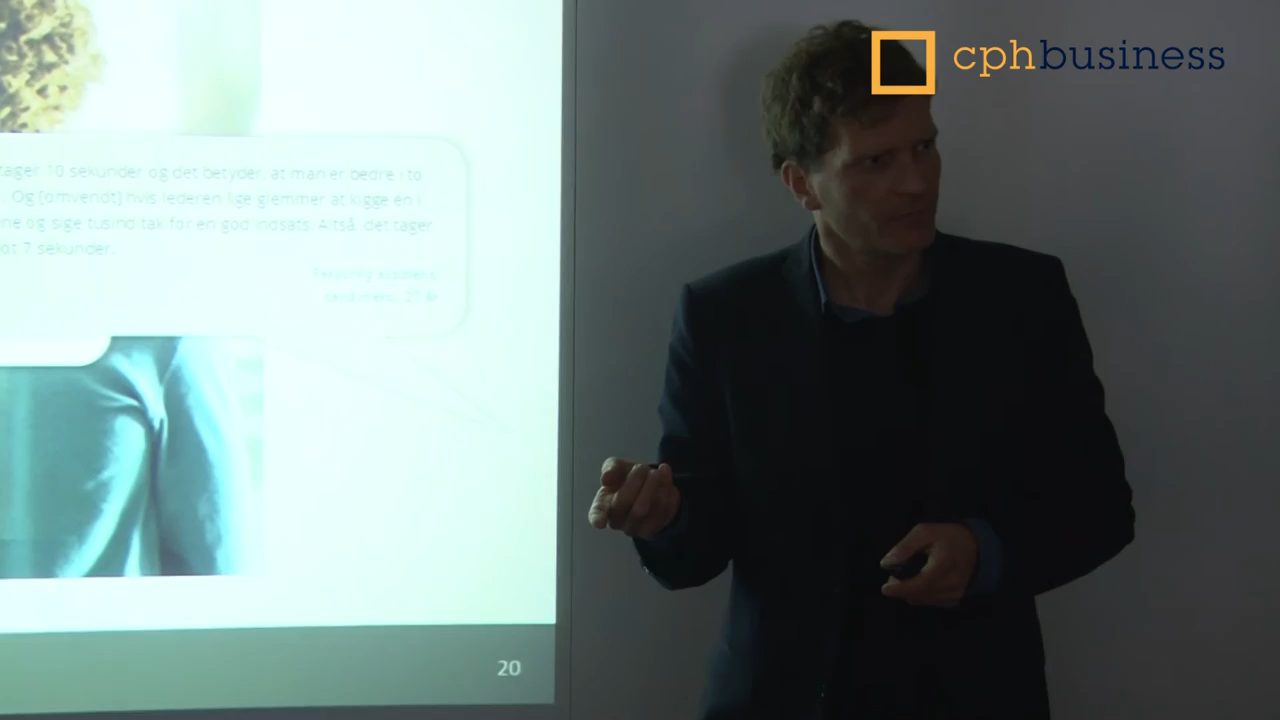 cphbusiness
tager 10 sekunder og det betyder, at man er bedre i to
. Og [omvendt] hvis lederen lige glemmer at kigge én i
ne og sige tusind tak for en god indsats. Altså, det tager
7 sekunder
20